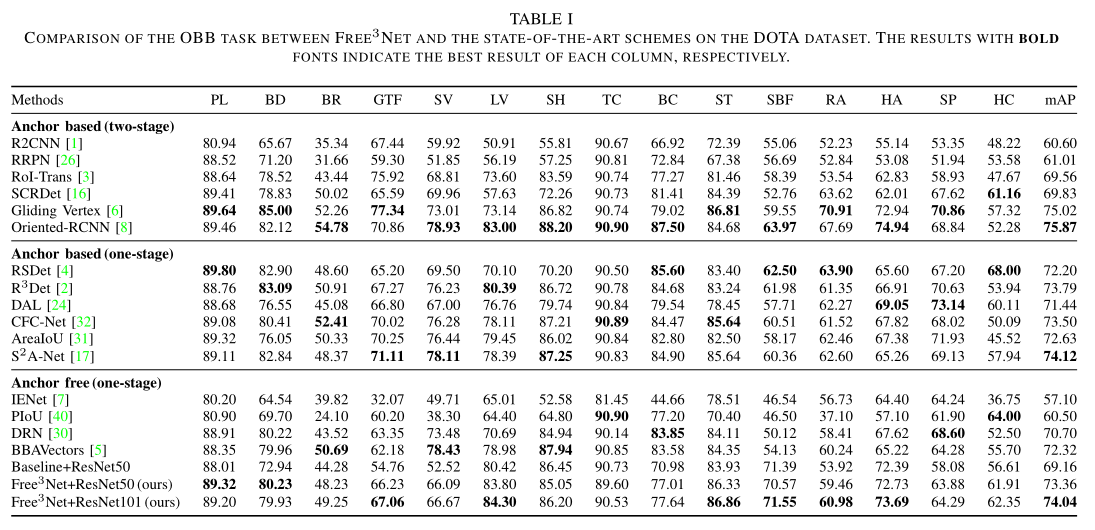 TABLE I
COMPARISON OF THE OBB TASK BETWEEN FREE³NET AND THE STATE-OF-THE-ART SCHEMES ON THE DOTA DATASET. THE RESULTS WITH BOLD
FONTS INDICATE THE BEST RESULT OF EACH COLUMN, RESPECTIVELY.
Methods PL BD BR GTF SV LV SH TC BC ST SBF RA HA SP HC mAP
Anchor based (two-stage)
R2CNN [1] 80.94 65.67 35.34 67.44 59.92 50.91 55.81 90.67 66.92 72.39 55.06 52.23 55.14 53.35 48.22 60.60
RRPN [26] 88.52 71.20 31.66 59.30 51.85 56.19 57.25 90.81 72.84 67.38 56.69 52.84 53.08 51.94 53.58 61.01
RoI-Trans [3] 88.64 78.52 43.44 75.92 68.81 73.60 83.59 90.74 77.27 81.46 58.39 53.54 62.83 58.93 47.67 69.56
SCRDet [16] 89.41 78.83 50.02 65.59 69.96 57.63 72.26 90.73 81.41 84.39 52.76 63.62 62.01 67.62 61.16 69.83
Gliding Vertex [6] 89.64 85.00 52.26 77.34 73.01 73.14 86.82 90.74 79.02 86.81 59.55 70.91 72.94 70.86 57.32 75.02
Oriented-RCNN [8] 89.46 82.12 54.78 70.86 78.93 83.00 88.20 90.90 87.50 84.68 63.97 67.69 74.94 68.84 52.28 75.87
Anchor based (one-stage)
RSDet [4] 89.80 82.90 48.60 65.20 69.50 70.10 70.20 90.50 85.60 83.40 62.50 63.90 65.60 67.20 68.00 72.20
R³Det [2] 88.76 83.09 50.91 67.27 76.23 80.39 86.72 90.78 84.68 83.24 61.98 61.35 66.91 70.63 53.94 73.79
DAL [24] 88.68 76.55 45.08 66.80 67.00 76.76 79.74 90.84 79.54 78.45 57.71 62.27 69.05 73.14 60.11 71.44
CFC-Net [32] 89.08 80.41 52.41 70.02 76.28 78.11 87.21 90.89 84.47 85.64 60.51 61.52 67.82 68.02 50.09 73.50
AreaIoU [31] 89.32 76.05 50.33 70.25 76.44 79.45 86.02 90.84 82.80 82.50 58.17 62.46 67.38 71.93 45.52 72.63
S²A-Net [17] 89.11 82.84 48.37 71.11 78.11 78.39 87.25 90.83 84.90 85.64 60.36 62.60 65.26 69.13 57.94 74.12
Anchor free (one-stage)
IENet [7] 80.20 64.54 39.82 32.07 49.71 65.01 52.58 81.45 44.66 78.51 46.54 56.73 64.40 64.24 36.75 57.10
PIoU [40] 80.90 69.70 24.10 60.20 38.30 64.40 64.80 90.90 77.20 70.40 46.50 37.10 57.10 61.90 64.00 60.50
DRN [30] 88.91 80.22 43.52 63.35 73.48 70.69 84.94 90.14 83.85 84.11 50.12 58.41 67.62 68.60 52.50 70.70
BBAVectors [5] 88.35 79.96 50.69 62.18 78.43 78.98 87.94 90.85 83.58 84.35 54.13 60.24 65.22 64.28 55.70 72.32
Baseline+ResNet50 88.01 72.94 44.28 54.76 52.52 80.42 86.45 90.73 70.98 83.93 71.39 53.92 72.39 58.08 56.61 69.16
Free³Net+ResNet50 (ours) 89.32 80.23 48.23 66.23 66.09 83.80 85.05 89.60 77.01 86.33 70.57 59.46 72.73 63.88 61.91 73.36
Free³Net+ResNet101 (ours) 89.20 79.93 49.25 67.06 66.67 84.30 86.20 90.53 77.64 86.86 71.55 60.98 73.69 64.29 62.35 74.04